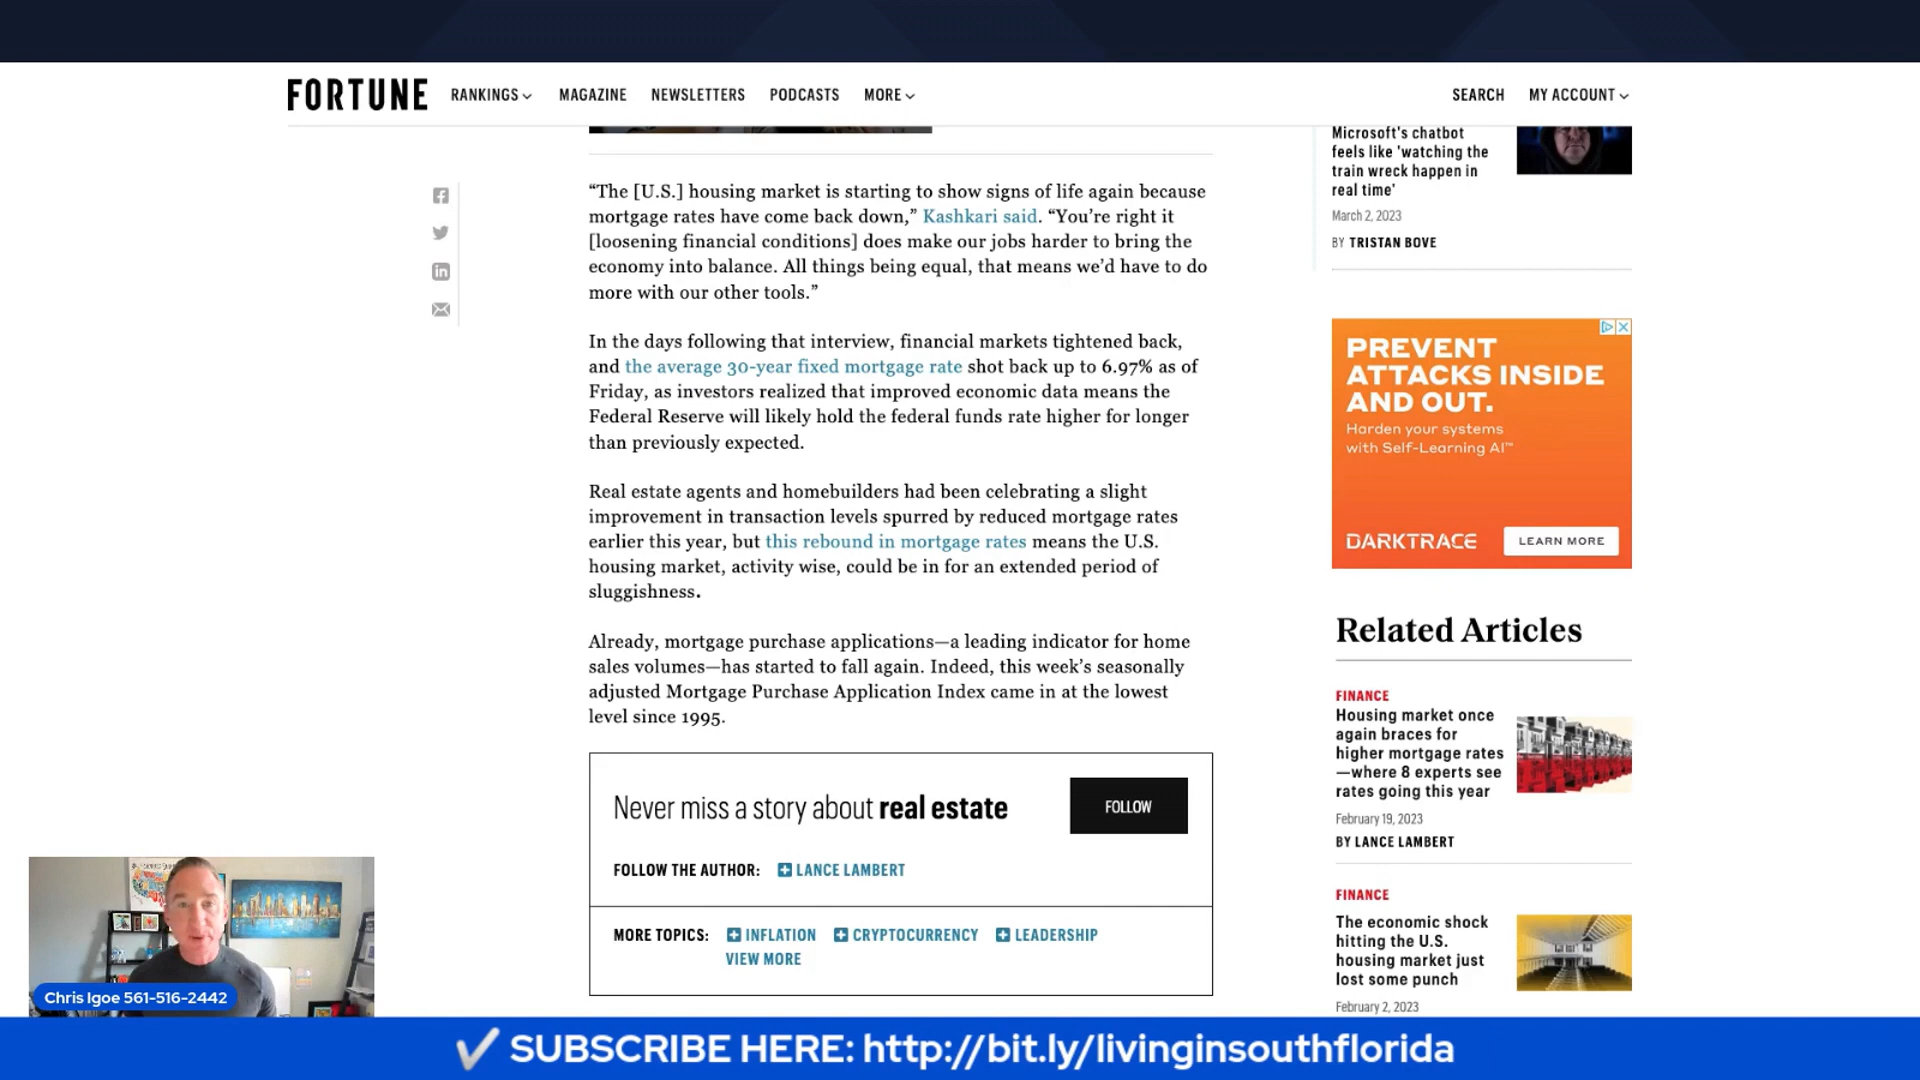 FORTUNE RANKINGS MAGAZINE NEWSLETTERS PODCASTS MORE SEARCH MY ACCOUNT
“The [U.S.] housing market is starting to show signs of life again because
mortgage rates have come back down,” Kashkari said. “You’re right it
[loosening financial conditions] does make our jobs harder to bring the
economy into balance. All things being equal, that means we’d have to do
more with our other tools.”
In the days following that interview, financial markets tightened back,
and the average 30-year fixed mortgage rate shot back up to 6.97% as of
Friday, as investors realized that improved economic data means the
Federal Reserve will likely hold the federal funds rate higher for longer
than previously expected.
Real estate agents and homebuilders had been celebrating a slight
improvement in transaction levels spurred by reduced mortgage rates
earlier this year, but this rebound in mortgage rates means the U.S.
housing market, activity wise, could be in for an extended period of
sluggishness.
Already, mortgage purchase applications—a leading indicator for home
sales volumes—has started to fall again. Indeed, this week’s seasonally
adjusted Mortgage Purchase Application Index came in at the lowest
level since 1995.
Never miss a story about real estate
FOLLOW
FOLLOW THE AUTHOR: LANCE LAMBERT
MORE TOPICS: INFLATION CRYPTOCURRENCY LEADERSHIP
VIEW MORE
Microsoft's chatbot
feels like 'watching the
train wreck happen in
real time'
March 2, 2023
BY TRISTAN BOVE
PREVENT
ATTACKS INSIDE
AND OUT.
Harden your systems
with Self-Learning AI™
DARKTRACE
LEARN MORE
Related Articles
FINANCE
Housing market once
again braces for
higher mortgage rates
—where 8 experts see
rates going this year
February 19, 2023
BY LANCE LAMBERT
FINANCE
The economic shock
hitting the U.S.
housing market just
lost some punch
February 2, 2023
Chris Igoe 561-516-2442
SUBSCRIBE HERE: http://bit.ly/livinginsouthflorida